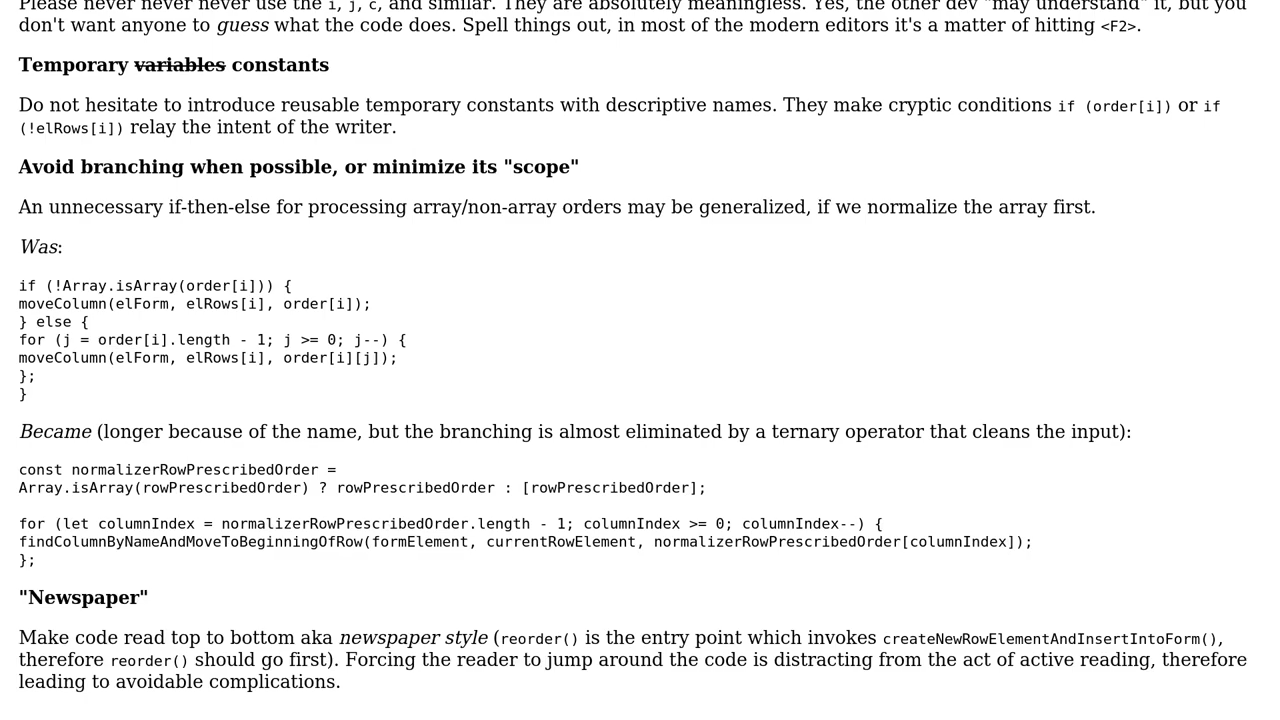 Please never never never use the i, j, c, and similar. They are absolutely meaningless. Yes, the other dev "may understand" it, but you
don't want anyone to guess what the code does. Spell things out, in most of the modern editors it's a matter of hitting <F2>.
Temporary variables constants
Do not hesitate to introduce reusable temporary constants with descriptive names. They make cryptic conditions if (order[i]) or if
(!elRows[i]) relay the intent of the writer.
Avoid branching when possible, or minimize its "scope"
An unnecessary if-then-else for processing array/non-array orders may be generalized, if we normalize the array first.
Was:
if (!Array.isArray(order[i])) {
moveColumn(elForm, elRows[i], order[i]);
} else {
for (j = order[i].length - 1; j >= 0; j--) {
moveColumn(elForm, elRows[i], order[i][j]);
};
}
Became (longer because of the name, but the branching is almost eliminated by a ternary operator that cleans the input):
const normalizerRowPrescribedOrder =
Array.isArray(rowPrescribedOrder) ? rowPrescribedOrder : [rowPrescribedOrder];
for (let columnIndex = normalizerRowPrescribedOrder.length - 1; columnIndex >= 0; columnIndex--) {
findColumnByNameAndMoveToBeginningOfRow(formElement, currentRowElement, normalizerRowPrescribedOrder[columnIndex]);
};
"Newspaper"
Make code read top to bottom aka newspaper style (reorder() is the entry point which invokes createNewRowElementAndInsertIntoForm(),
therefore reorder() should go first). Forcing the reader to jump around the code is distracting from the act of active reading, therefore
leading to avoidable complications.